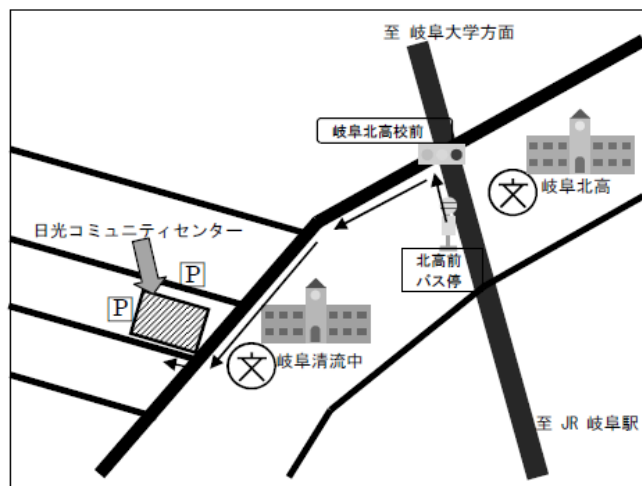 至 岐阜大学方面
岐阜北高校前
文
岐阜北高
日光コミュニティセンター
北高前
バス停
P
P
文
岐阜清流中
至 JR 岐阜駅